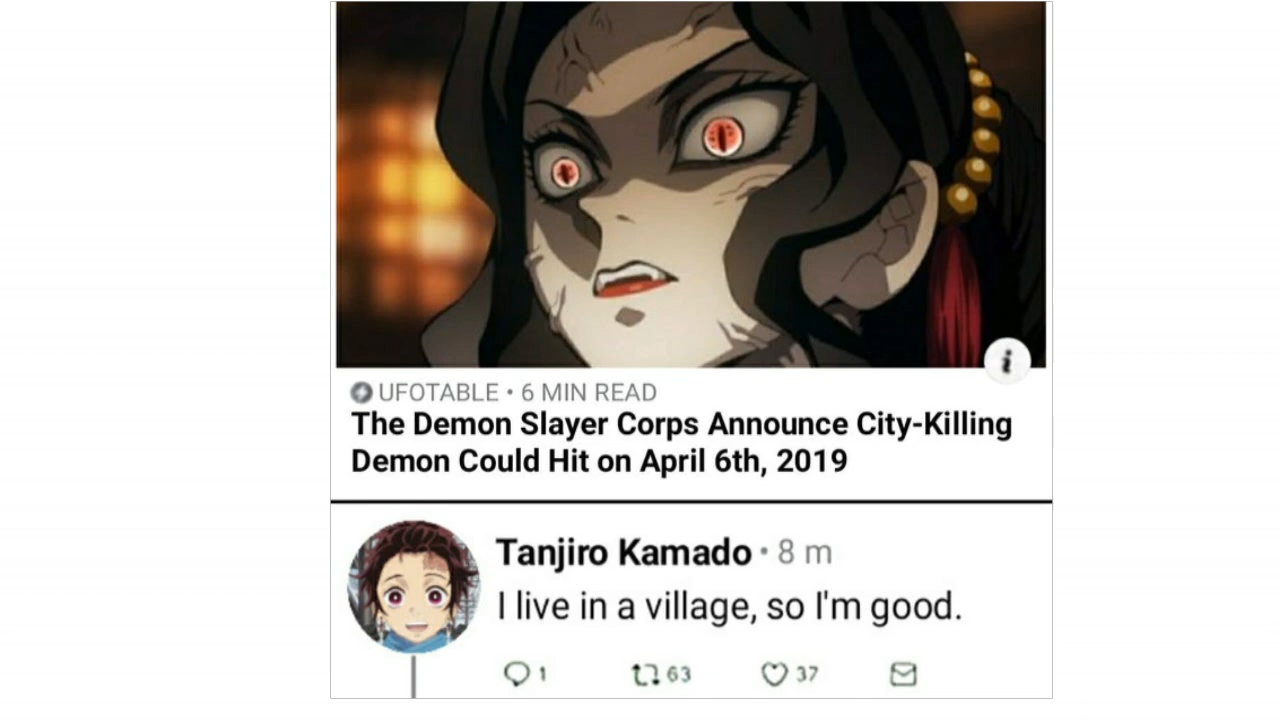 i
UFOTABLE • 6 MIN READ
The Demon Slayer Corps Announce City-Killing
Demon Could Hit on April 6th, 2019
Tanjiro Kamado • 8 m
I live in a village, so I'm good.
1 63 37